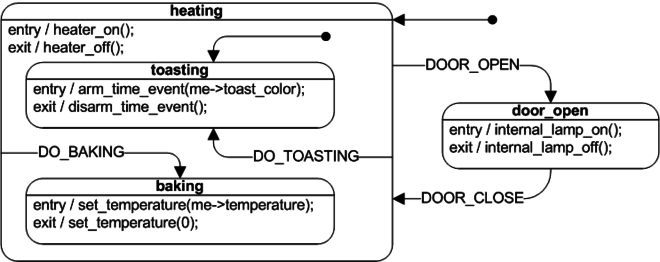 heating
entry / heater_on();
exit / heater_off();
toasting
entry / arm_time_event(me->toast_color);
exit / disarm_time_event();
DOOR_OPEN
door_open
entry / internal_lamp_on();
exit / internal_lamp_off();
DO_BAKING
DO_TOASTING
baking
entry / set_temperature(me->temperature);
exit / set_temperature(0);
DOOR_CLOSE